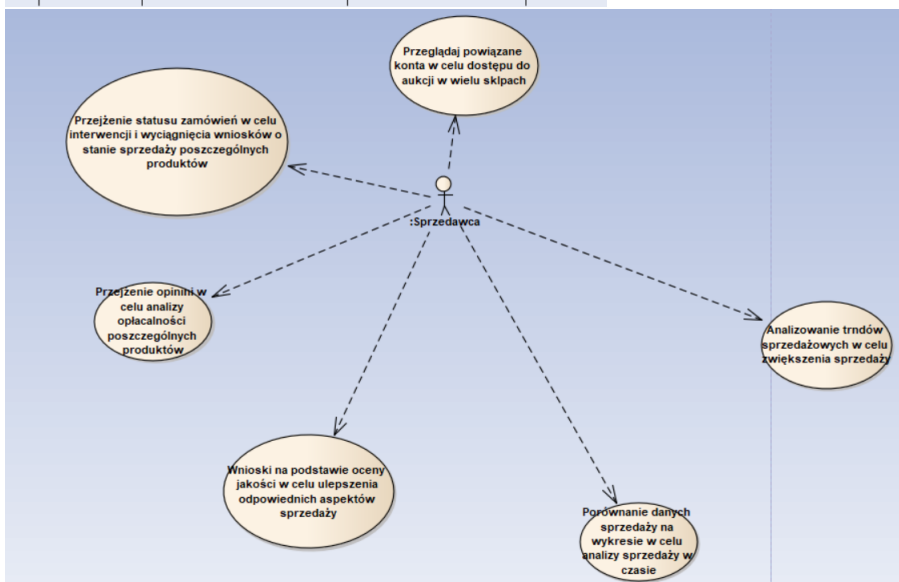 Przeglądaj powiązane
konta w celu dostępu do
aukcji w wielu sklpach
Przejżenie statusu zamówień w celu
interwencji i wyciągnięcia wniosków o
stanie sprzedaży poszczególnych
produktów
:Sprzedawca
Przejżenie opinini w
celu analizy
opłacalności
poszczególnych
produktów
Analizowanie trndów
sprzedażowych w celu
zwiększenia sprzedaży
Wnioski na podstawie oceny
jakości w celu ulepszenia
odpowiednich aspektów
sprzedaży
Porównanie danych
sprzedaży na
wykresie w celu
analizy sprzedaży w
czasie